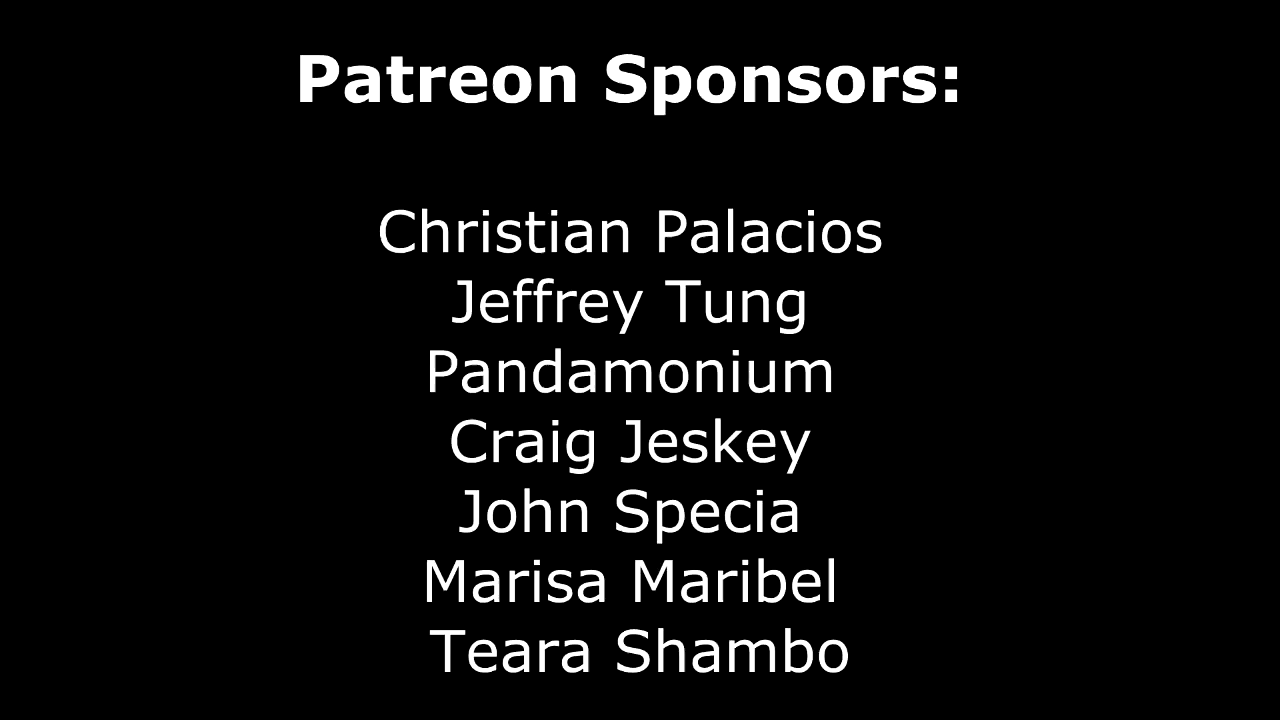 Patreon Sponsors:
Christian Palacios
Jeffrey Tung
Pandamonium
Craig Jeskey
John Specia
Marisa Maribel
Teara Shambo